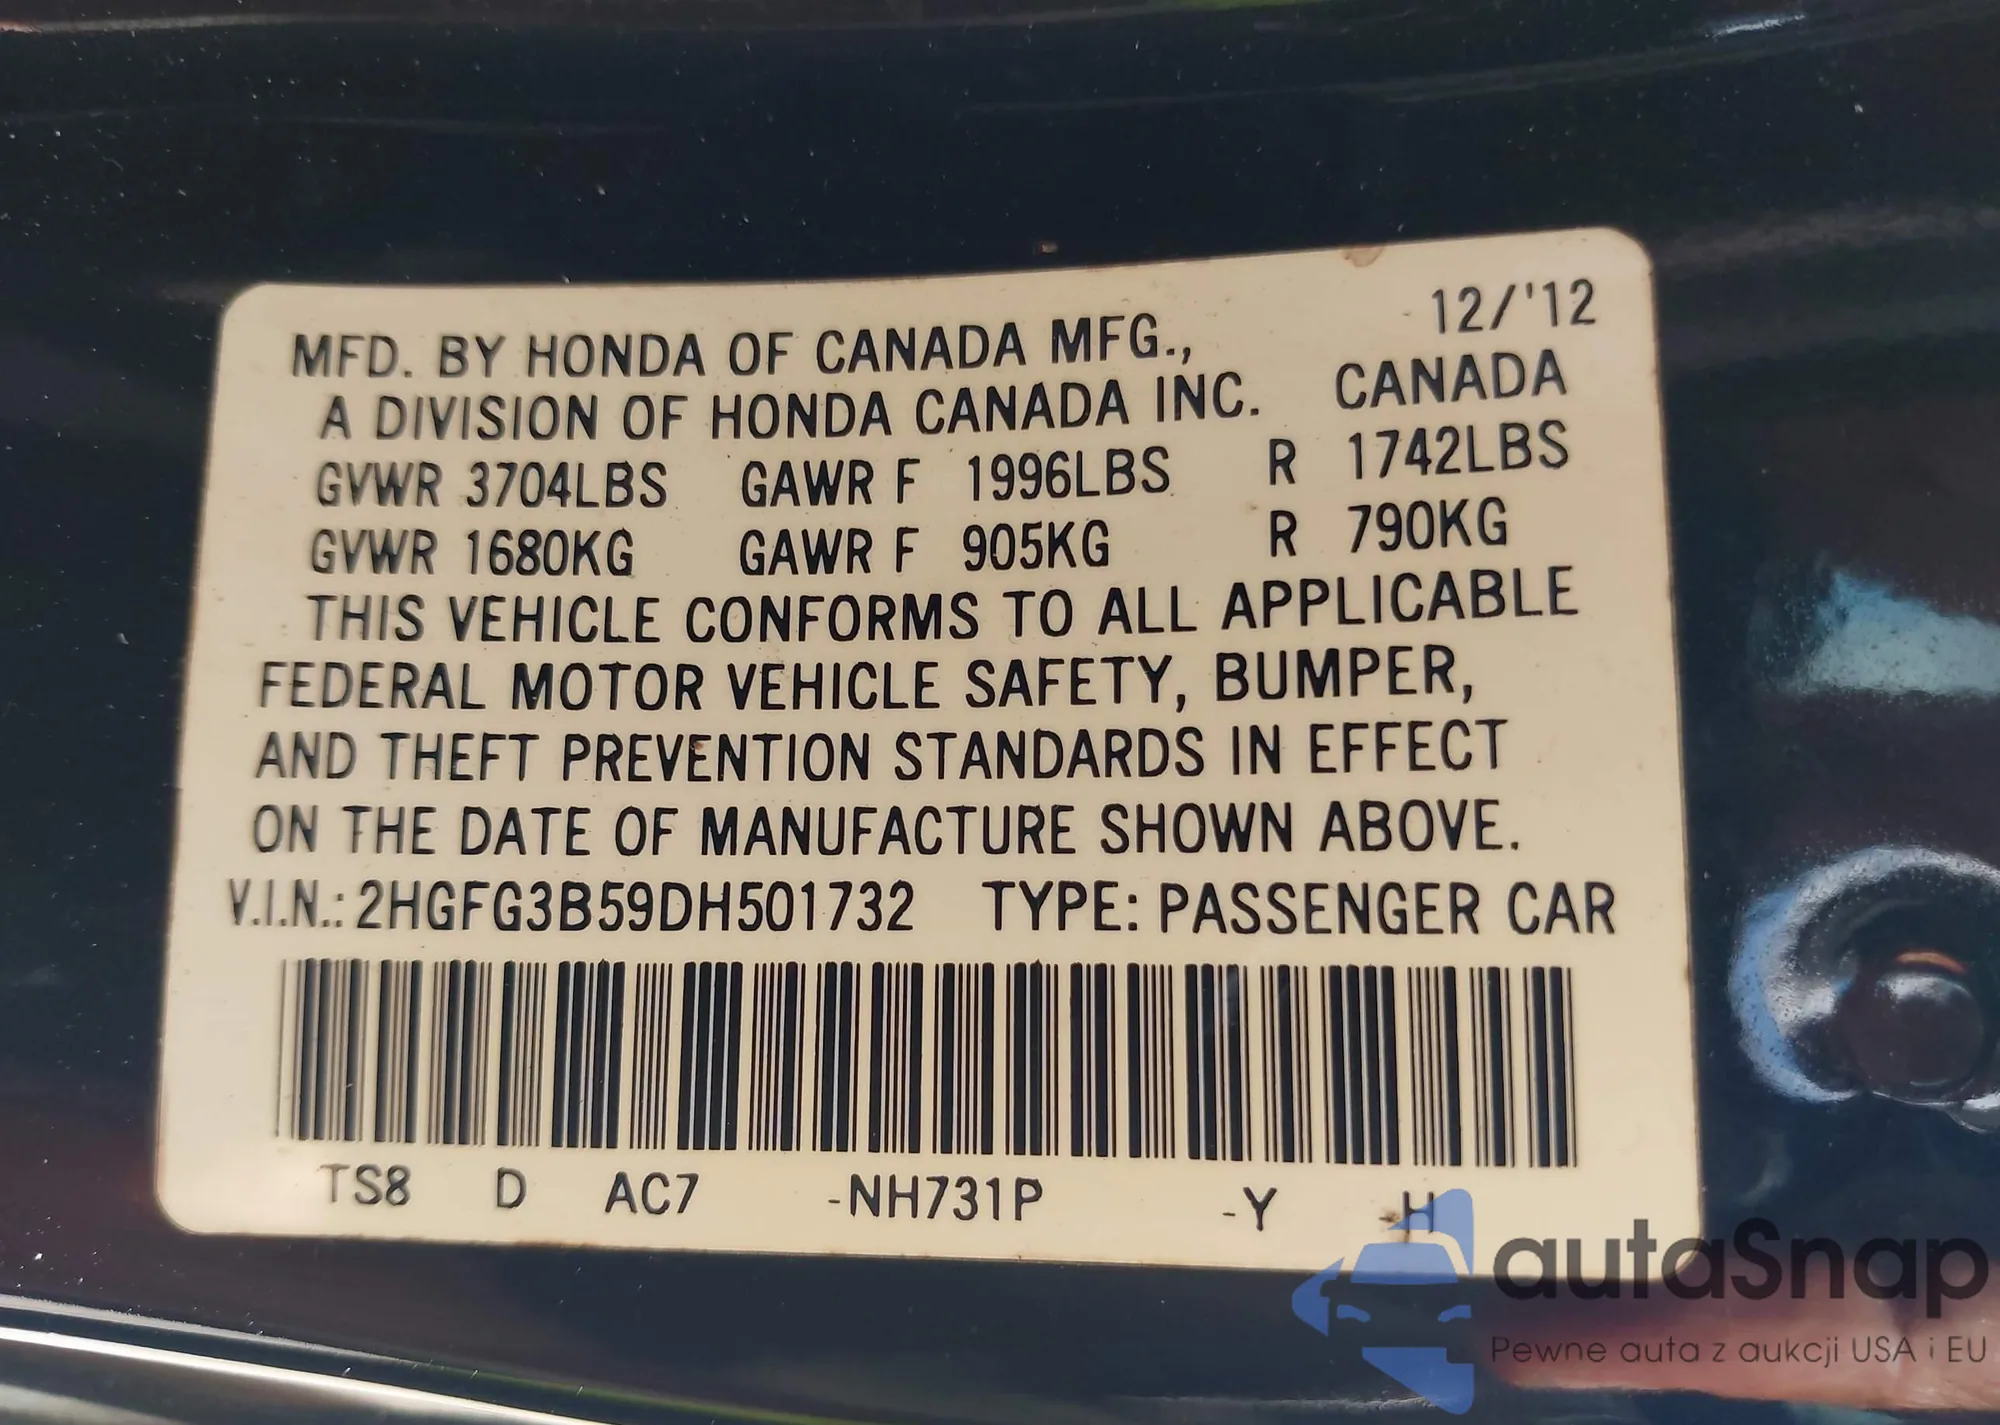 12/'12
MFD. BY HONDA OF CANADA MFG.,
A DIVISION OF HONDA CANADA INC. CANADA
GVWR 3704LBS GAWR F 1996LBS R 1742LBS
GVWR 1680KG GAWR F 905KG R 790KG
THIS VEHICLE CONFORMS TO ALL APPLICABLE
FEDERAL MOTOR VEHICLE SAFETY, BUMPER,
AND THEFT PREVENTION STANDARDS IN EFFECT
ON THE DATE OF MANUFACTURE SHOWN ABOVE.
V.I.N.: 2HGFG3B59DH501732 TYPE: PASSENGER CAR
TS8 D AC7 -NH731P -Y -H
autaSnap
Pewne auta z aukcji USA i EU